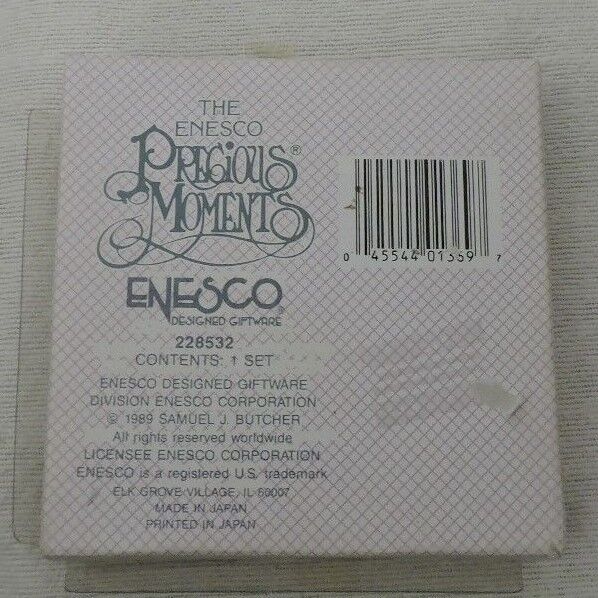 THE
ENESCO
PRECIOUS®
MOMENTS
ENESCO®
DESIGNED GIFTWARE
228532
CONTENTS: 1 SET
ENESCO DESIGNED GIFTWARE
DIVISION ENESCO CORPORATION
© 1989 SAMUEL J. BUTCHER
All rights reserved worldwide
LICENSEE ENESCO CORPORATION
ENESCO is a registered U.S. trademark
ELK GROVE VILLAGE, IL 60007
MADE IN JAPAN
PRINTED IN JAPAN
0 45544 01359 7